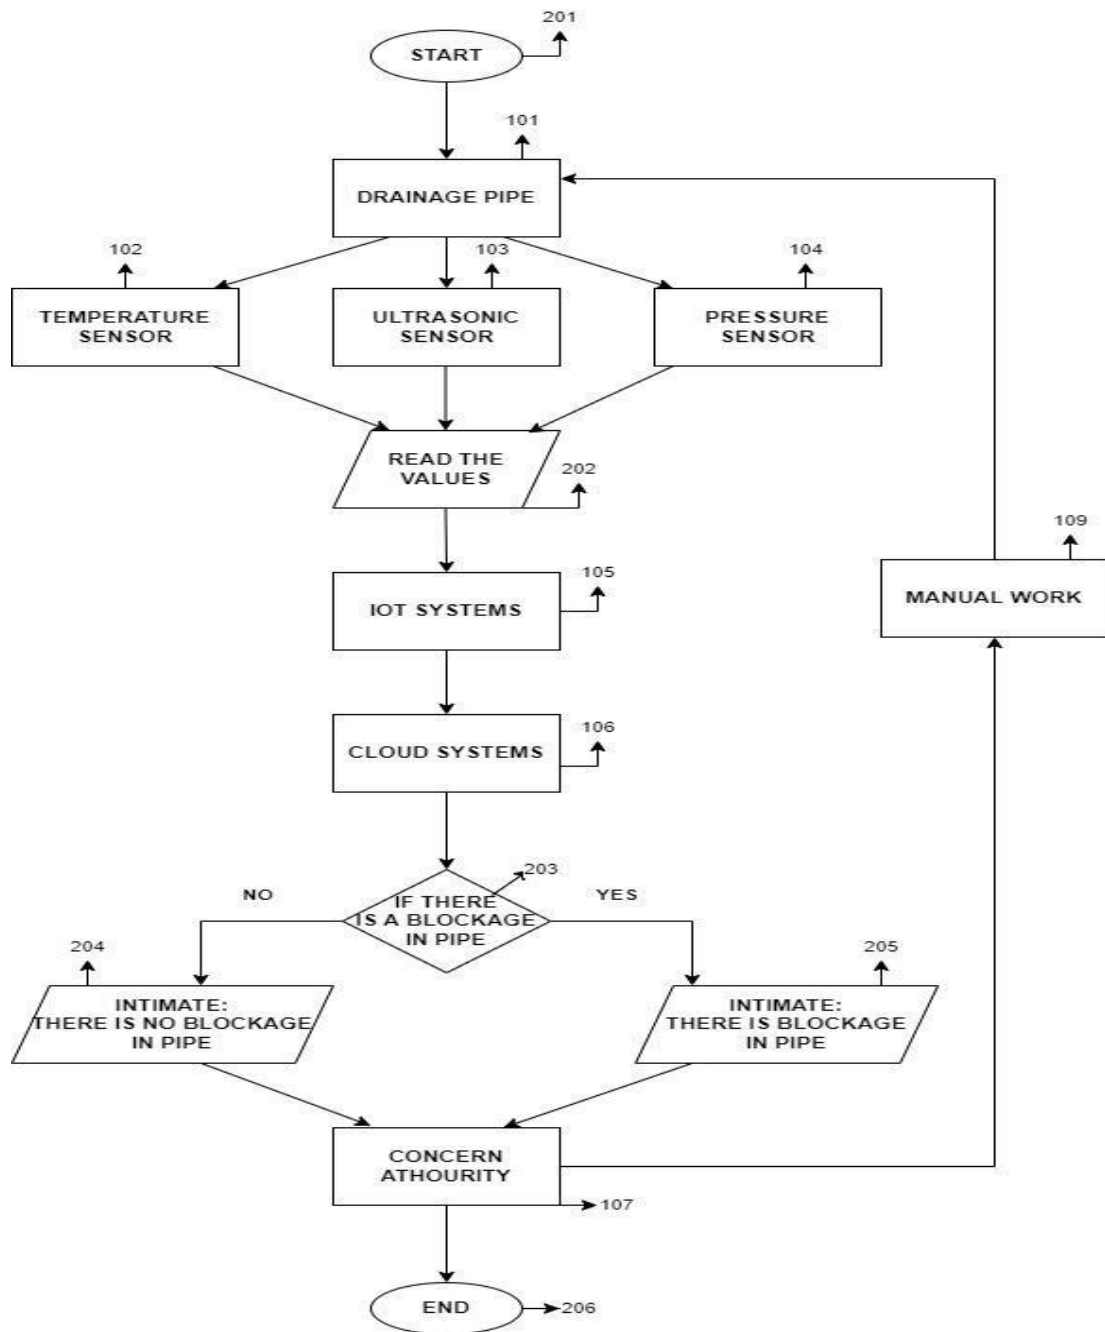 201
START
101
DRAINAGE PIPE
102
103
104
TEMPERATURE
SENSOR
ULTRASONIC
SENSOR
PRESSURE
SENSOR
READ THE
VALUES
202
109
105
IOT SYSTEMS
MANUAL WORK
106
CLOUD SYSTEMS
203
NO
YES
IF THERE
IS A BLOCKAGE
IN PIPE
204
205
INTIMATE:
THERE IS NO BLOCKAGE
IN PIPE
INTIMATE:
THERE IS BLOCKAGE
IN PIPE
CONCERN
ATHOURITY
107
END
206